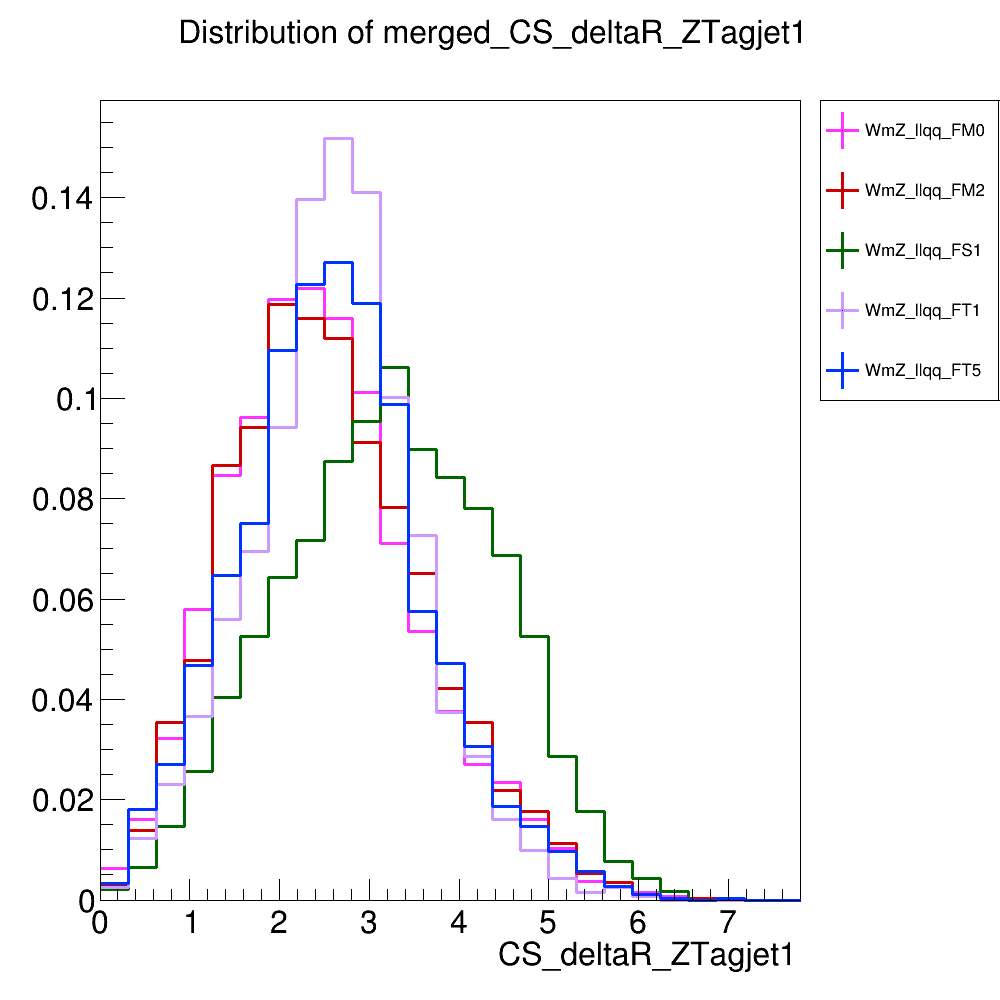 Distribution of merged_CS_deltaR_ZTagjet1
WmZ_llqq_FM0
WmZ_llqq_FM2
WmZ_llqq_FS1
WmZ_llqq_FT1
WmZ_llqq_FT5
0.14
0.12
0.1
0.08
0.06
0.04
0.02
0
0 1 2 3 4 5 6 7
CS_deltaR_ZTagjet1